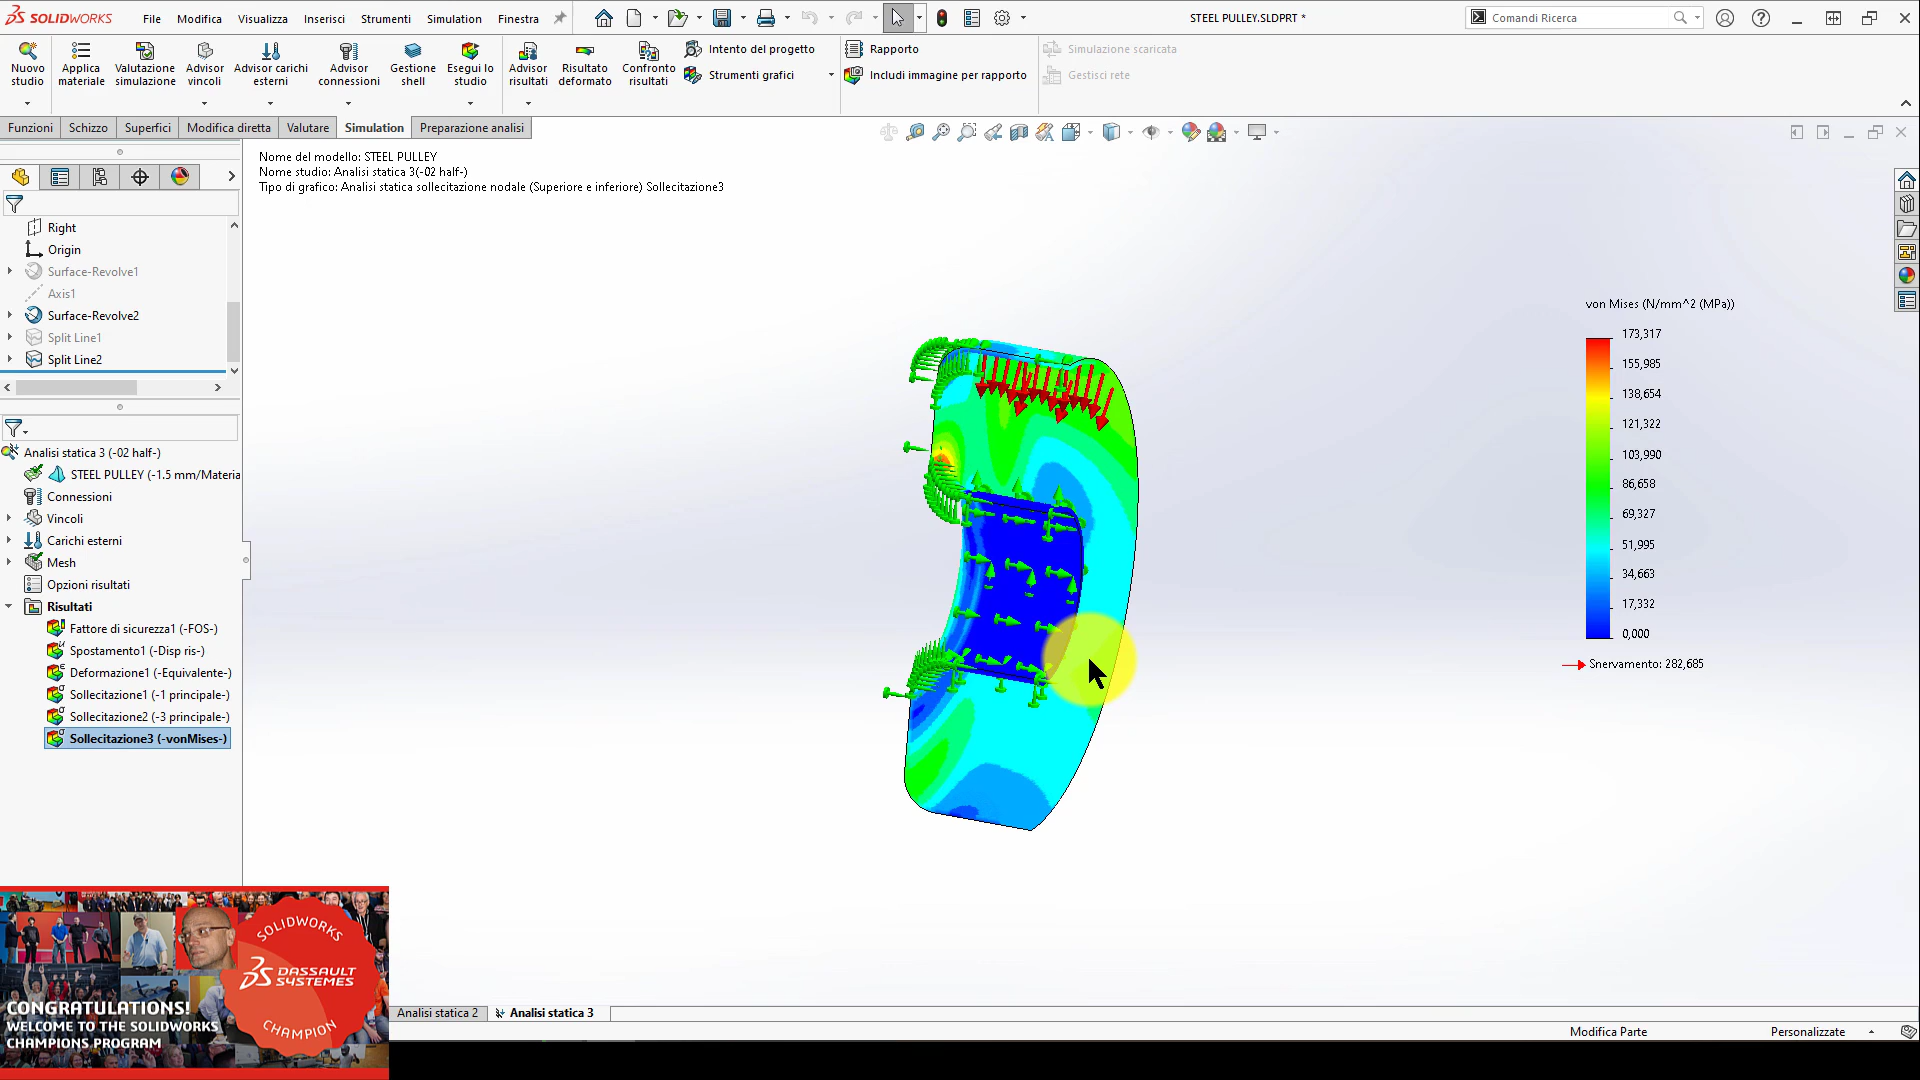 SOLIDWORKS
File Modifica Visualizza Inserisci Strumenti Simulation Finestra
STEEL PULLEY.SLDPRT *
Comandi Ricerca
Nuovo studio
Applica materiale
Valutazione simulazione
Advisor vincoli
Advisor carichi esterni
Advisor connessioni
Gestione shell
Esegui lo studio
Advisor risultati
Risultato deformato
Confronto risultati
Intento del progetto
Strumenti grafici
Rapporto
Includi immagine per rapporto
Simulazione scaricata
Gestisci rete
Funzioni Schizzo Superfici Modifica diretta Valutare Simulation Preparazione analisi
Nome del modello: STEEL PULLEY
Nome studio: Analisi statica 3(-02 half-)
Tipo di grafico: Analisi statica sollecitazione nodale (Superiore e inferiore) Sollecitazione3
Right
Origin
Surface-Revolve1
Axis1
Surface-Revolve2
Split Line1
Split Line2
Analisi statica 3 (-02 half-)
STEEL PULLEY (-1.5 mm/Materia
Connessioni
Vincoli
Carichi esterni
Mesh
Opzioni risultati
Risultati
Fattore di sicurezza1 (-FOS-)
Spostamento1 (-Disp ris-)
Deformazione1 (-Equivalente-)
Sollecitazione1 (-1 principale-)
Sollecitazione2 (-3 principale-)
Sollecitazione3 (-vonMises-)
von Mises (N/mm^2 (MPa))
173,317
155,985
138,654
121,322
103,990
86,658
69,327
51,995
34,663
17,332
0,000
Snervamento: 282,685
SOLIDWORKS
DASSAULT SYSTEMES
CHAMPION
CONGRATULATIONS!
WELCOME TO THE SOLIDWORKS
CHAMPIONS PROGRAM
Analisi statica 2 Analisi statica 3
Modifica Parte
Personalizzate